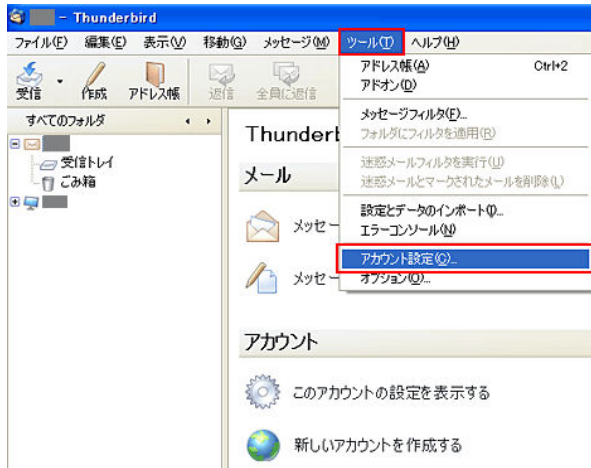 - Thunderbird
ファイル(F) 編集(E) 表示(V) 移動(G) メッセージ(M) ツール(T) ヘルプ(H)
受信 作成 アドレス帳 返信 全員に返信
アドレス帳(A) Ctrl+2
アドオン(D)
メッセージフィルタ(F)...
フォルダにフィルタを適用(R)
迷惑メールフィルタを実行(U)
迷惑メールとマークされたメールを削除(L)
設定とデータのインポート(I)...
エラーコンソール(N)
アカウント設定(C)...
オプション(O)...
すべてのフォルダ
受信トレイ
ごみ箱
Thunderb
メール
メッセー
メッセー
アカウント
このアカウントの設定を表示する
新しいアカウントを作成する